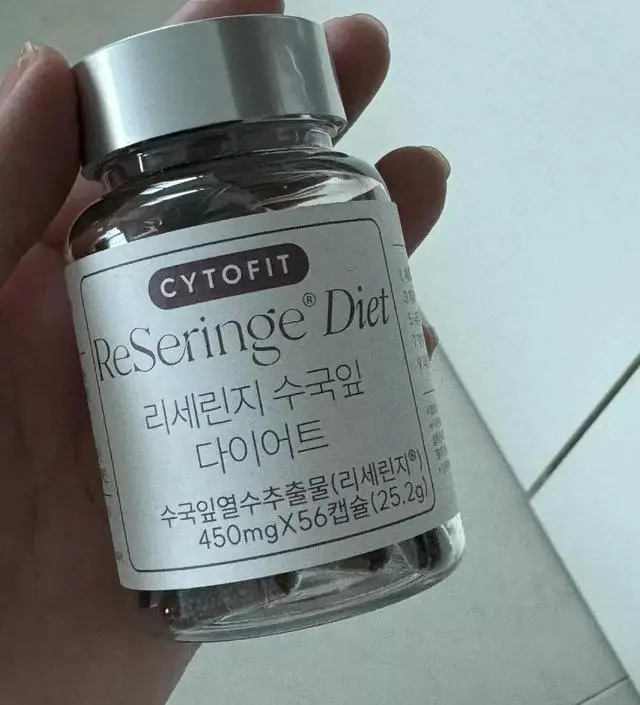 CYTOFIT
ReSeringe® Diet
리세린지 수국잎
다이어트
수국잎열수추출물(리세린지®)
450mgX56캡슐(25.2g)